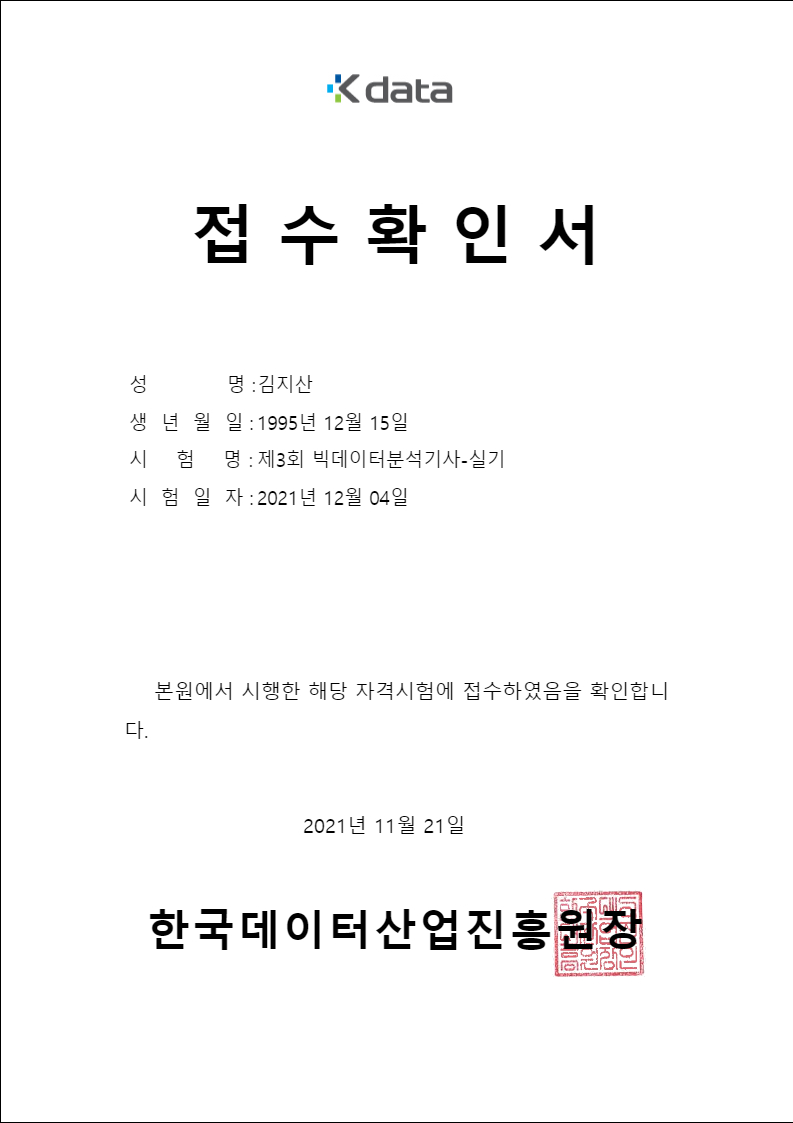 K data
접수확인서
성 명 : 김지산
생 년 월 일 : 1995년 12월 15일
시 험 명 : 제3회 빅데이터분석기사-실기
시 험 일 자 : 2021년 12월 04일
본원에서 시행한 해당 자격시험에 접수하였음을 확인합니
다.
2021년 11월 21일
한국데이터산업진흥원장